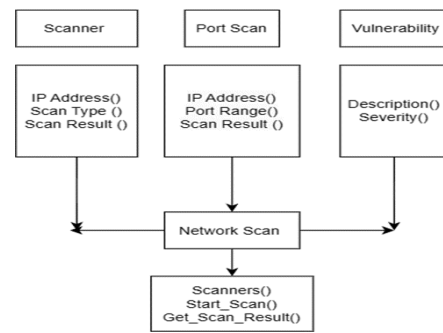 Scanner
Port Scan
Vulnerability
IP Address()
Scan Type ()
Scan Result ()
IP Address()
Port Range()
Scan Result ()
Description()
Severity()
Network Scan
Scanners()
Start_Scan()
Get_Scan_Result()